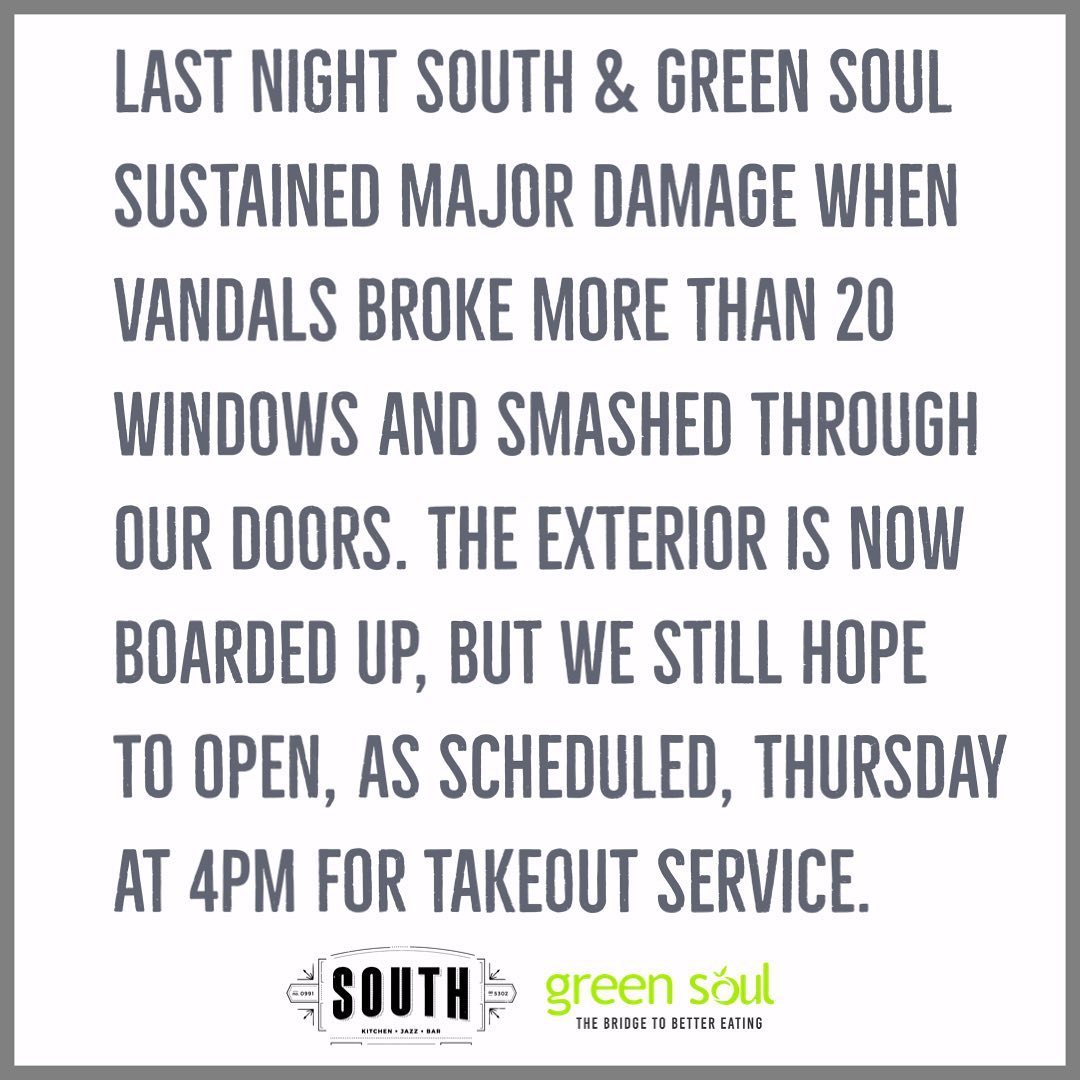 LAST NIGHT SOUTH & GREEN SOUL
SUSTAINED MAJOR DAMAGE WHEN
VANDALS BROKE MORE THAN 20
WINDOWS AND SMASHED THROUGH
OUR DOORS. THE EXTERIOR IS NOW
BOARDED UP, BUT WE STILL HOPE
TO OPEN, AS SCHEDULED, THURSDAY
AT 4PM FOR TAKEOUT SERVICE.
0991 SOUTH 5302
KITCHEN • JAZZ • BAR
green soul
THE BRIDGE TO BETTER EATING